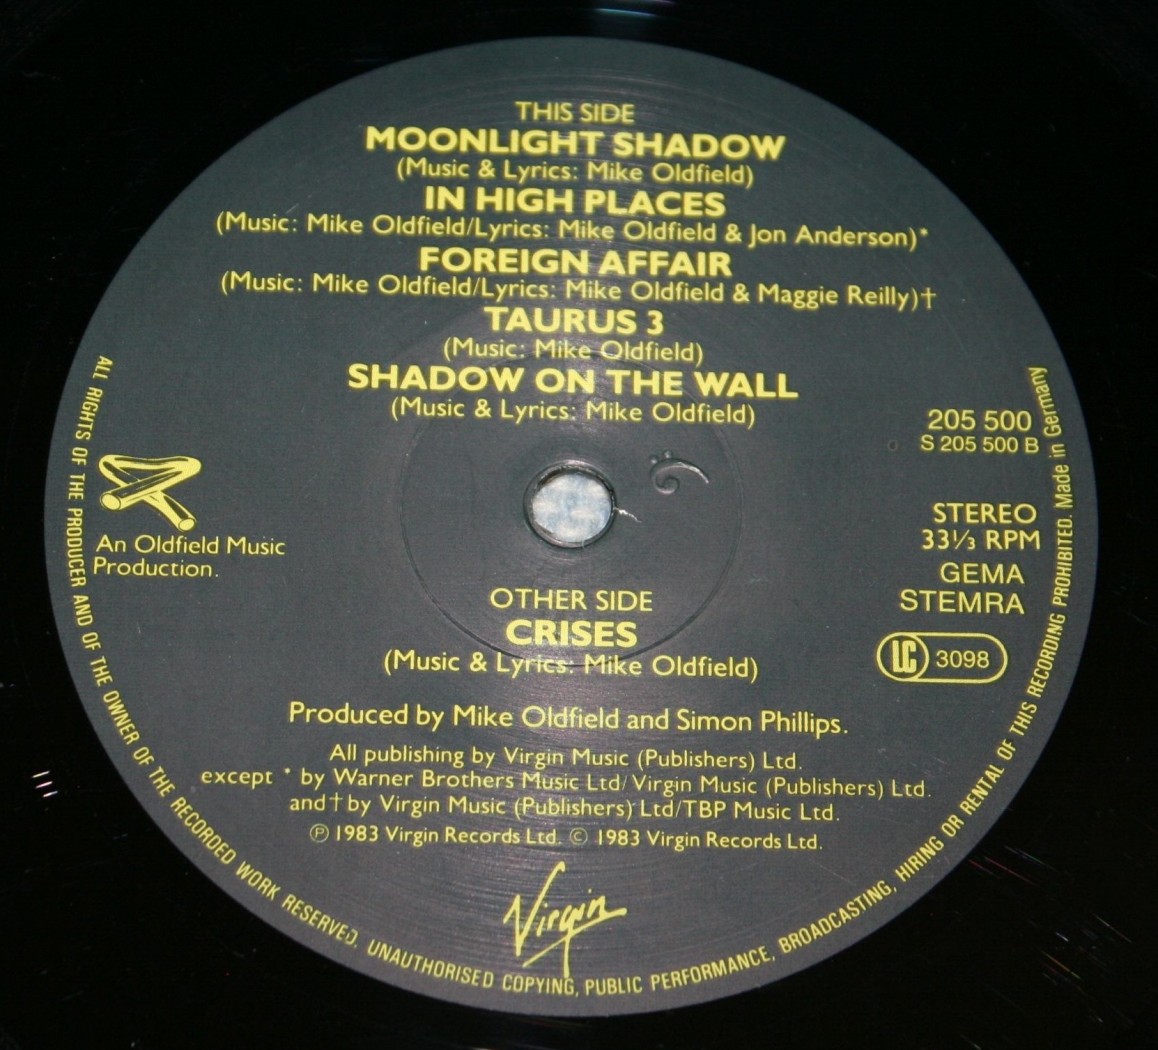 THIS SIDE
MOONLIGHT SHADOW
(Music & Lyrics: Mike Oldfield)
IN HIGH PLACES
(Music: Mike Oldfield/Lyrics: Mike Oldfield & Jon Anderson)*
FOREIGN AFFAIR
(Music: Mike Oldfield/Lyrics: Mike Oldfield & Maggie Reilly)†
TAURUS 3
(Music: Mike Oldfield)
SHADOW ON THE WALL
(Music & Lyrics: Mike Oldfield)
205 500
S 205 500 B
An Oldfield Music
Production.
STEREO
33⅓ RPM
GEMA
STEMRA
LC 3098
OTHER SIDE
CRISES
(Music & Lyrics: Mike Oldfield)
Produced by Mike Oldfield and Simon Phillips.
All publishing by Virgin Music (Publishers) Ltd.
except * by Warner Brothers Music Ltd/Virgin Music (Publishers) Ltd.
and † by Virgin Music (Publishers) Ltd/TBP Music Ltd.
℗ 1983 Virgin Records Ltd. © 1983 Virgin Records Ltd.
Virgin
ALL RIGHTS OF THE PRODUCER AND OF THE OWNER OF THE RECORDED WORK RESERVED. UNAUTHORISED COPYING, PUBLIC PERFORMANCE, BROADCASTING, HIRING OR RENTAL OF THIS RECORDING PROHIBITED. Made in Germany